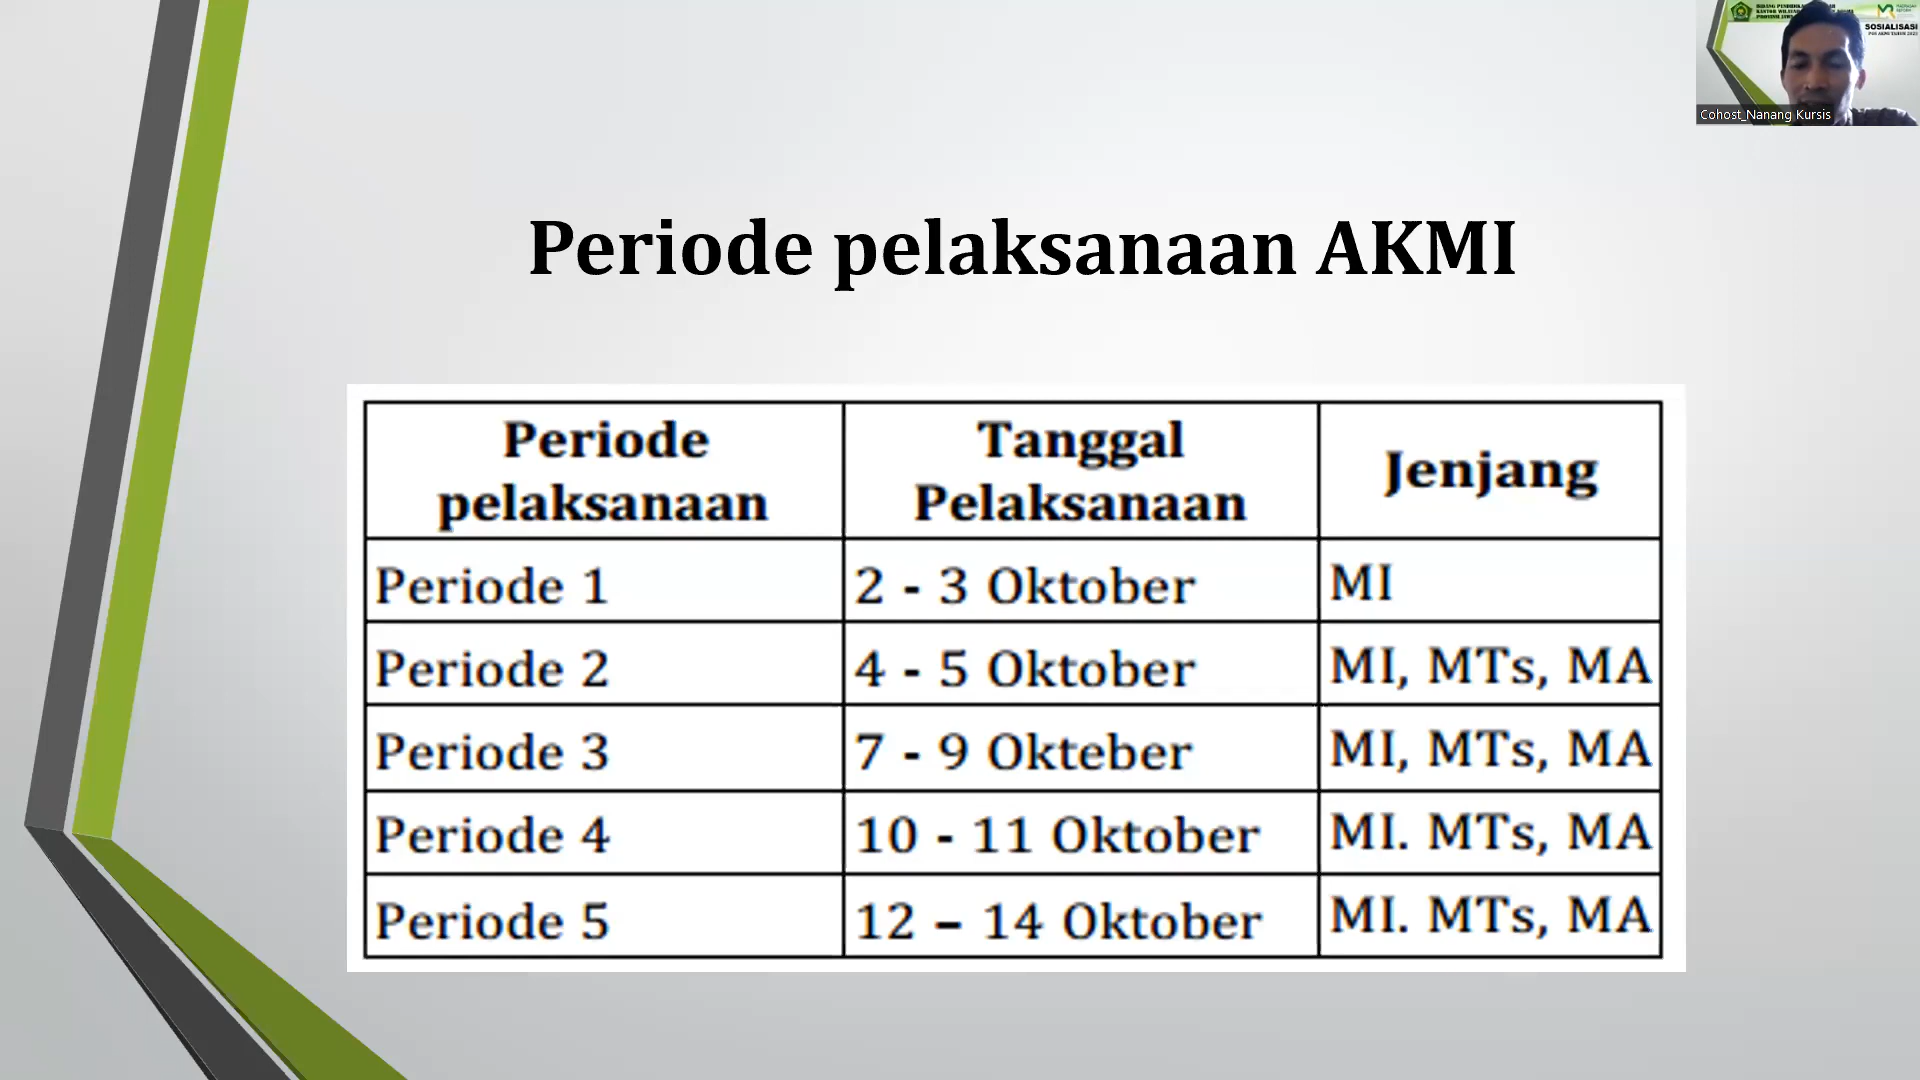 SOSIALISASI
Cohost_Nanang Kursis
Periode pelaksanaan AKMI
Periode pelaksanaan
Tanggal Pelaksanaan
Jenjang
Periode 1 2 - 3 Oktober MI
Periode 2 4 - 5 Oktober MI, MTs, MA
Periode 3 7 - 9 Okteber MI, MTs, MA
Periode 4 10 - 11 Oktober MI. MTs, MA
Periode 5 12 – 14 Oktober MI. MTs, MA